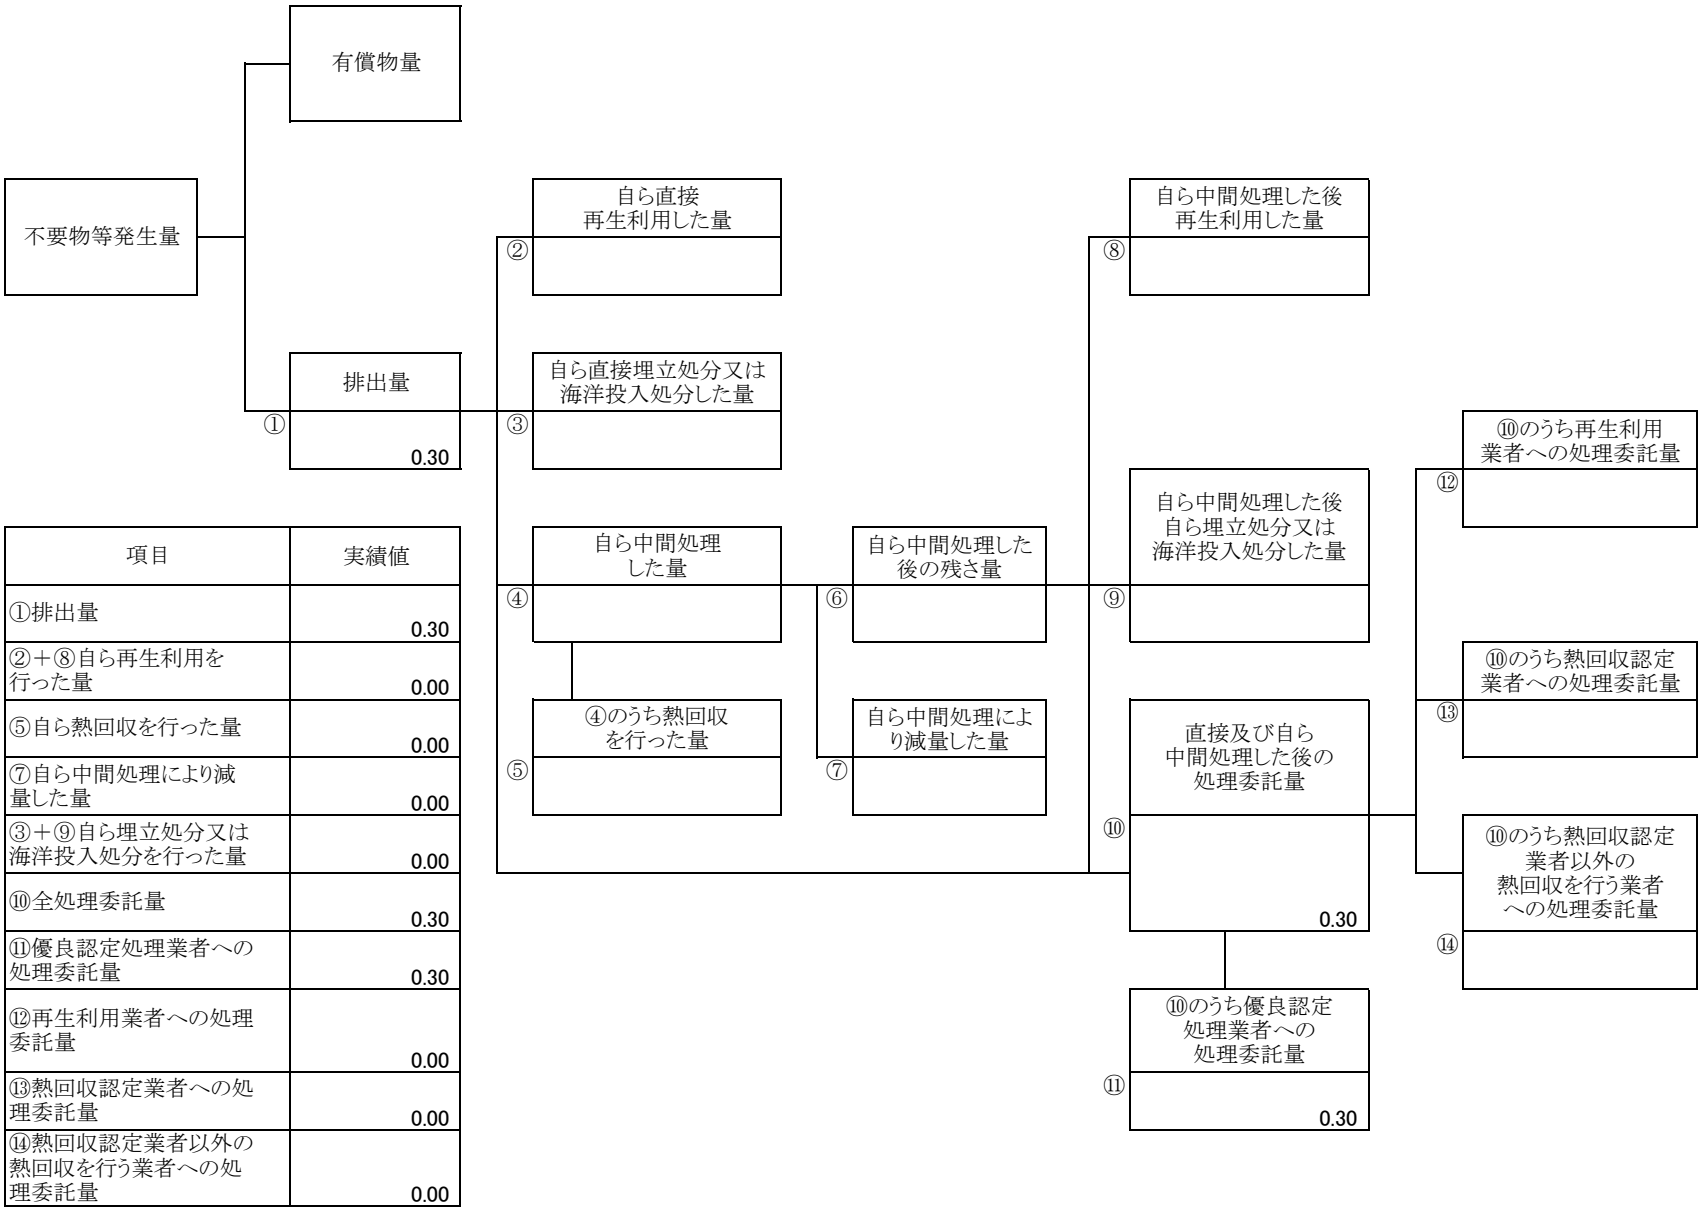 有償物量
不要物等発生量
排出量
①
0.30
自ら直接
再生利用した量
②
自ら直接埋立処分又は
海洋投入処分した量
③
自ら中間処理
した量
④
④のうち熱回収
を行った量
⑤
自ら中間処理した
後の残さ量
⑥
自ら中間処理によ
り減量した量
⑦
自ら中間処理した後
再生利用した量
⑧
自ら中間処理した後
自ら埋立処分又は
海洋投入処分した量
⑨
直接及び自ら
中間処理した後の
処理委託量
⑩
0.30
⑩のうち優良認定
処理業者への
処理委託量
⑪
0.30
⑩のうち再生利用
業者への処理委託量
⑫
⑩のうち熱回収認定
業者への処理委託量
⑬
⑩のうち熱回収認定
業者以外の
熱回収を行う業者
への処理委託量
⑭
項目 実績値
①排出量
0.30
②＋⑧自ら再生利用を
行った量
0.00
⑤自ら熱回収を行った量
0.00
⑦自ら中間処理により減
量した量
0.00
③＋⑨自ら埋立処分又は
海洋投入処分を行った量
0.00
⑩全処理委託量
0.30
⑪優良認定処理業者への
処理委託量
0.30
⑫再生利用業者への処理
委託量
0.00
⑬熱回収認定業者への処
理委託量
0.00
⑭熱回収認定業者以外の
熱回収を行う業者への処
理委託量
0.00